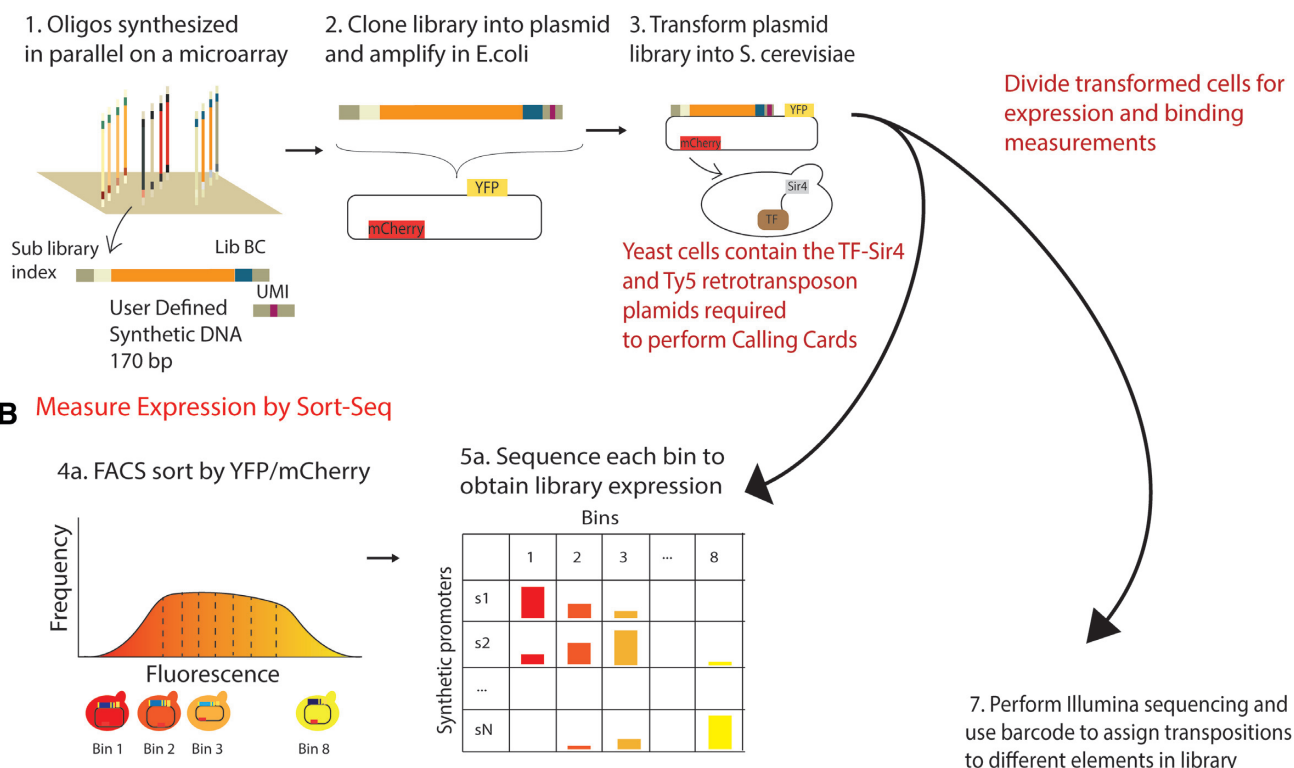 1. Oligos synthesized
in parallel on a microarray
2. Clone library into plasmid
and amplify in E.coli
3. Transform plasmid
library into S. cerevisiae
Divide transformed cells for
expression and binding
measurements
YFP
mCherry
Sir4
TF
YFP
mCherry
Sub library
index
Lib BC
UMI
User Defined
Synthetic DNA
170 bp
Yeast cells contain the TF-Sir4
and Ty5 retrotransposon
plamids required
to perform Calling Cards
B Measure Expression by Sort-Seq
4a. FACS sort by YFP/mCherry
Frequency
Fluorescence
Bin 1 Bin 2 Bin 3 Bin 8
5a. Sequence each bin to
obtain library expression
Bins
Synthetic promoters
1 2 3 ... 8
s1
s2
...
sN
7. Perform Illumina sequencing and
use barcode to assign transpositions
to different elements in library